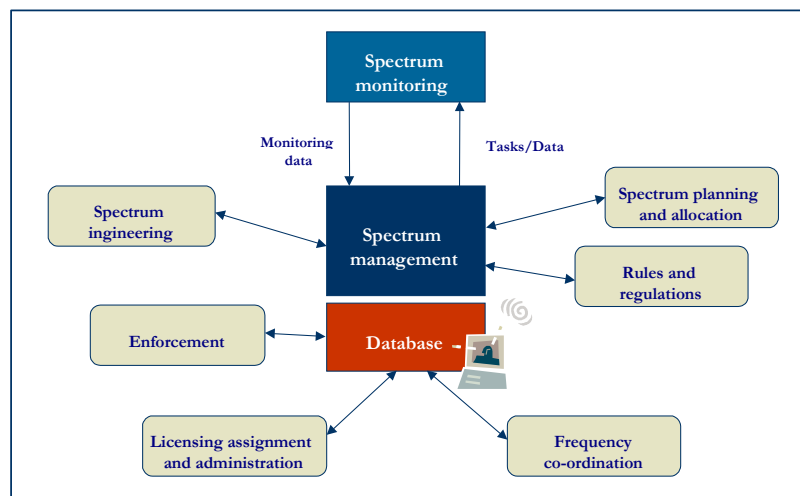 Spectrum
monitoring
Monitoring
data
Tasks/Data
Spectrum
ingineering
Spectrum
management
Spectrum planning
and allocation
Rules and
regulations
Enforcement
Database
Licensing assignment
and administration
Frequency
co-ordination